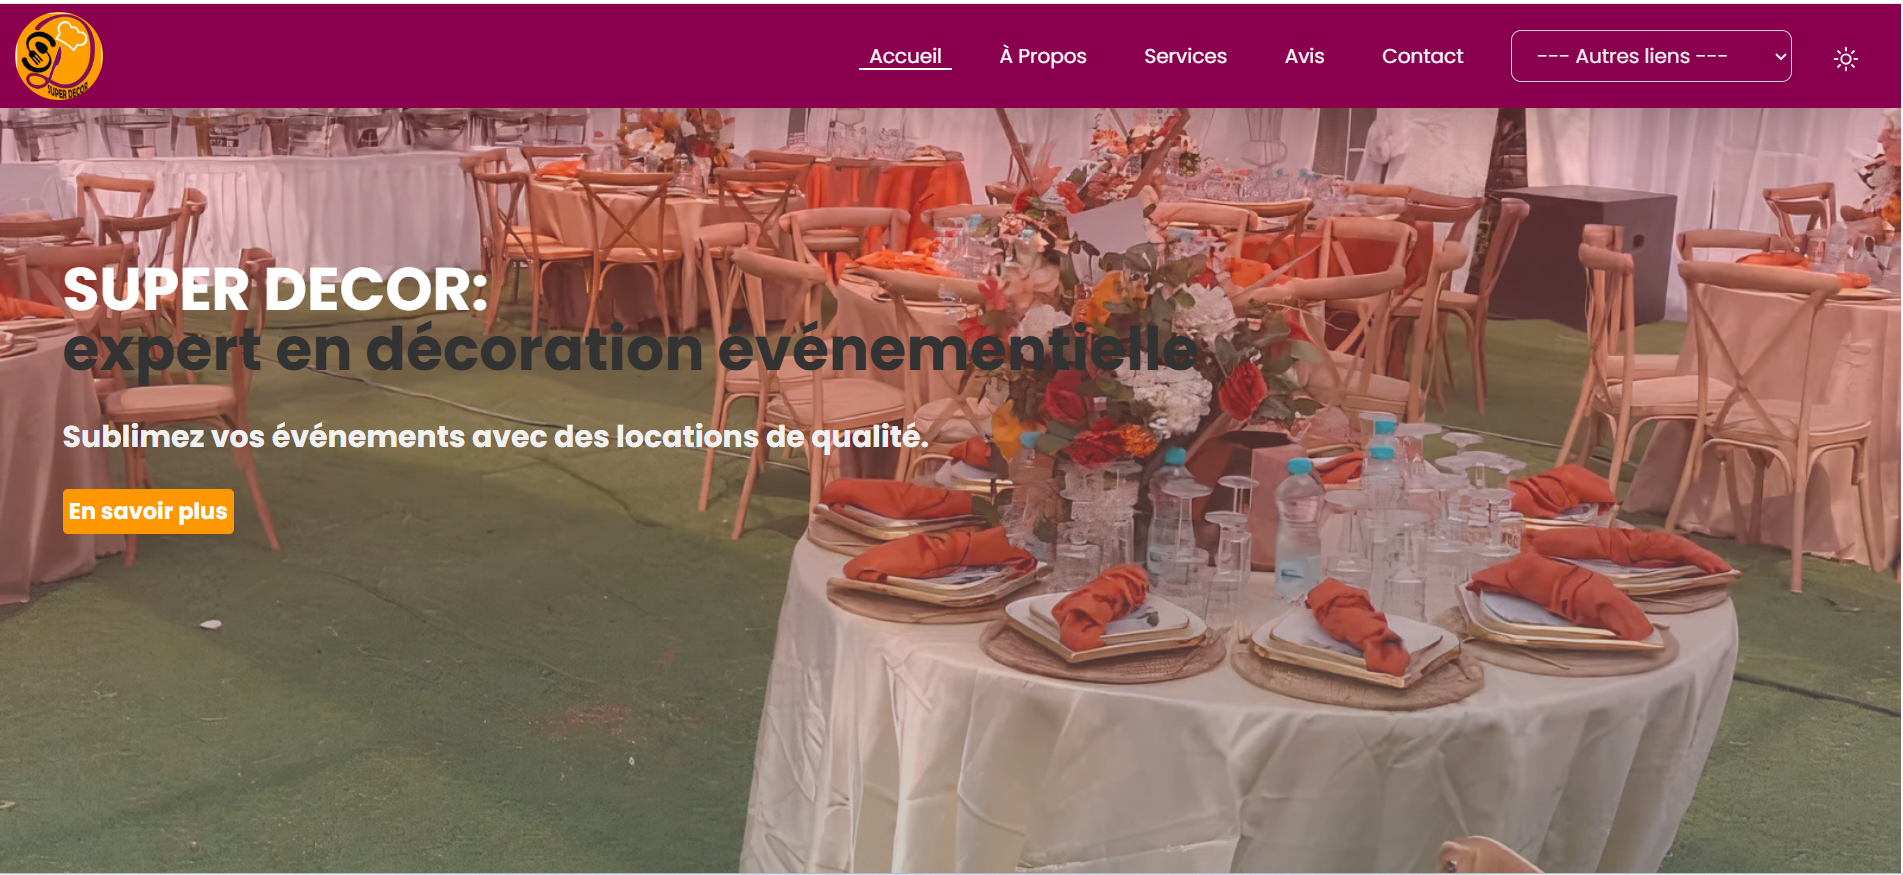 SUPER DECOR
Accueil
À Propos
Services
Avis
Contact
--- Autres liens ---
SUPER DECOR:
expert en décoration événementielle
Sublimez vos événements avec des locations de qualité.
En savoir plus